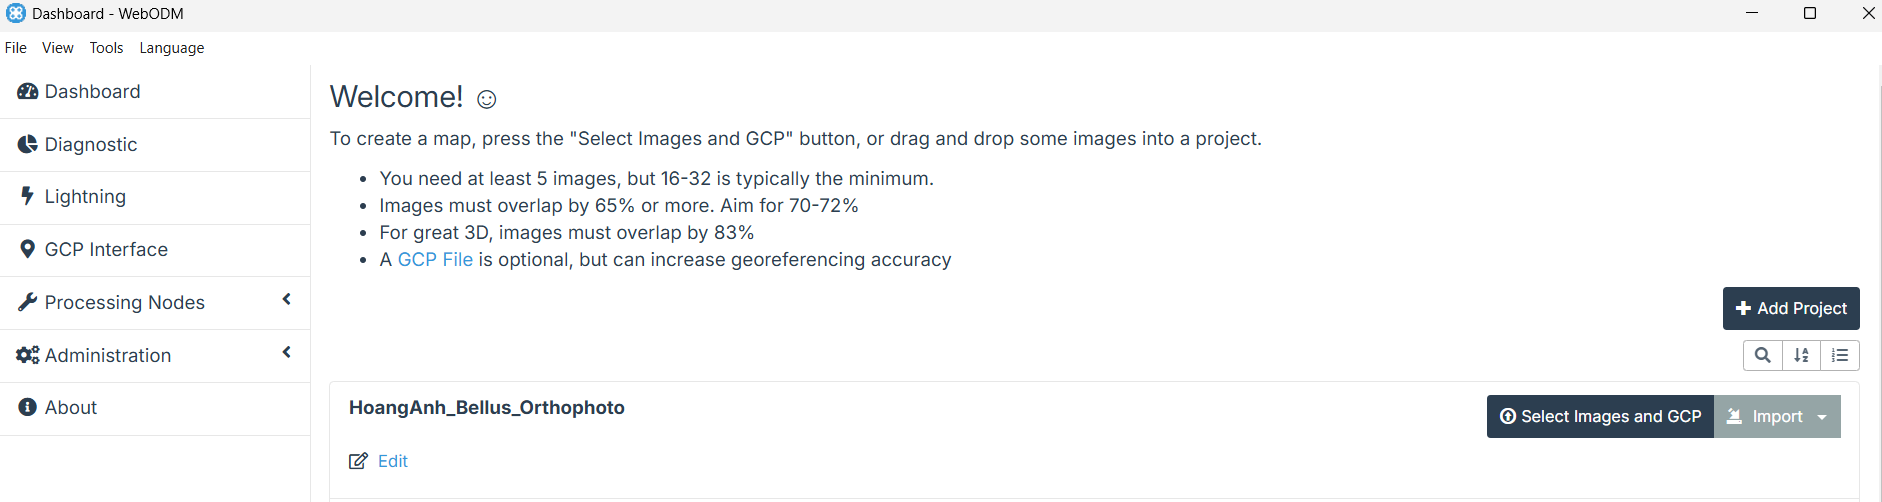 Dashboard - WebODM
File View Tools Language
Dashboard
Diagnostic
Lightning
GCP Interface
Processing Nodes
Administration
About
Welcome!
To create a map, press the "Select Images and GCP" button, or drag and drop some images into a project.
• You need at least 5 images, but 16-32 is typically the minimum.
• Images must overlap by 65% or more. Aim for 70-72%
• For great 3D, images must overlap by 83%
• A GCP File is optional, but can increase georeferencing accuracy
Add Project
HoangAnh_Bellus_Orthophoto
Select Images and GCP Import
Edit